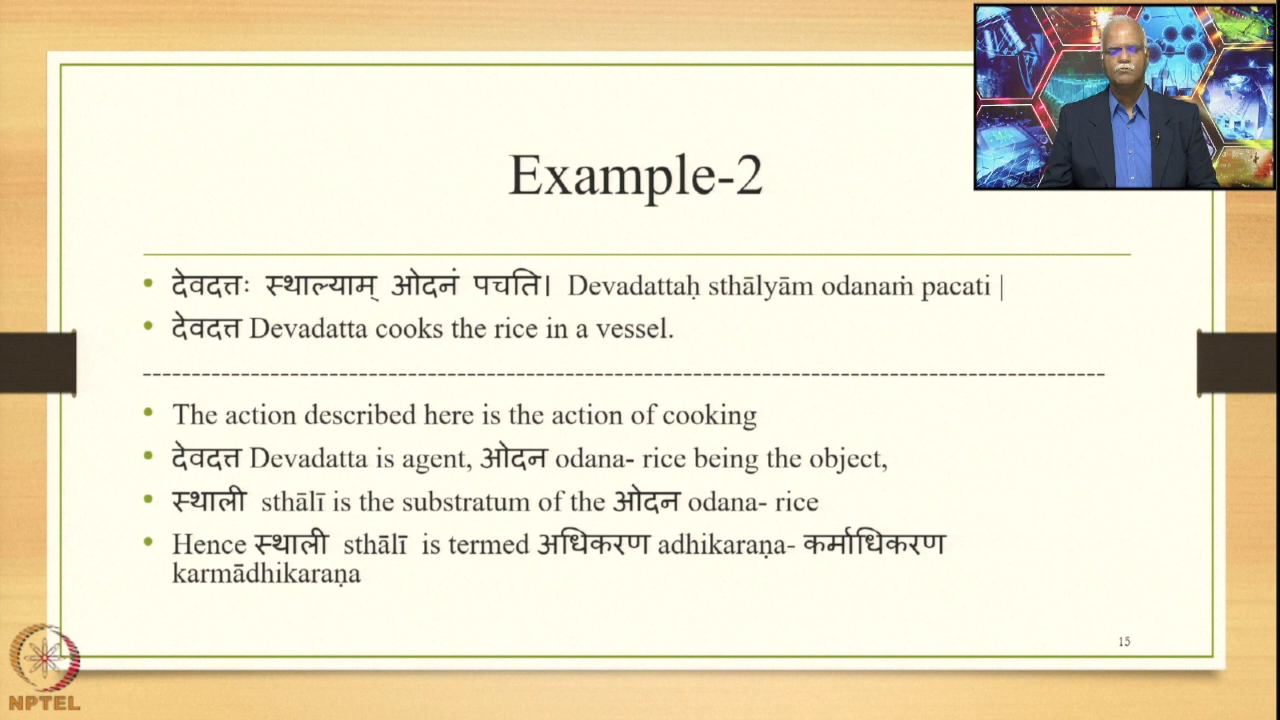 Example-2
देवदत्तः स्थाल्याम् ओदनं पचति। Devadattaḥ sthālyām odanaṁ pacati |
देवदत्त Devadatta cooks the rice in a vessel.
--------------------------------------------------------------------------------------------------
The action described here is the action of cooking
देवदत्त Devadatta is agent, ओदन odana- rice being the object,
स्थाली sthālī is the substratum of the ओदन odana- rice
Hence स्थाली sthālī is termed अधिकरण adhikaraṇa- कर्माधिकरण
karmādhikaraṇa
15
NPTEL